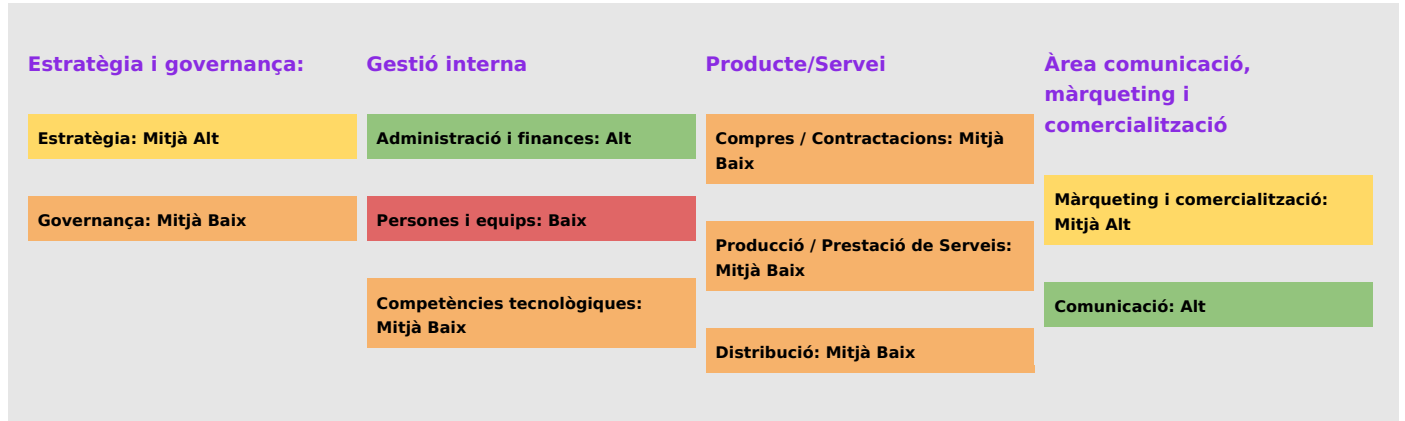 Estratègia i governança:
Estratègia: Mitjà Alt
Governança: Mitjà Baix
Gestió interna
Administració i finances: Alt
Persones i equips: Baix
Competències tecnològiques:
Mitjà Baix
Producte/Servei
Compres / Contractacions: Mitjà
Baix
Producció / Prestació de Serveis:
Mitjà Baix
Distribució: Mitjà Baix
Àrea comunicació,
màrqueting i
comercialització
Màrqueting i comercialització:
Mitjà Alt
Comunicació: Alt